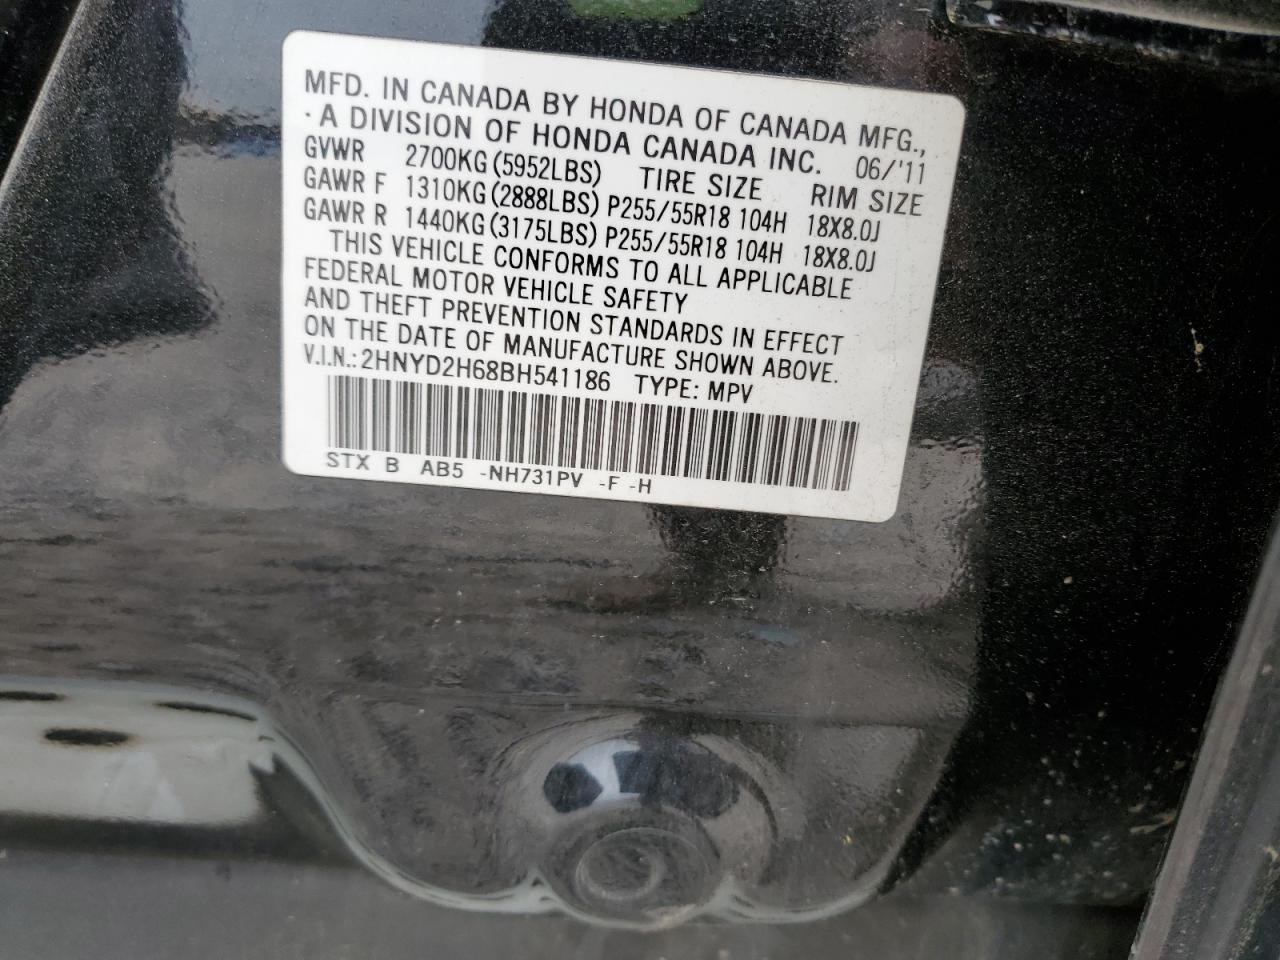 MFD. IN CANADA BY HONDA OF CANADA MFG.,
· A DIVISION OF HONDA CANADA INC. 06/'11
GVWR 2700KG(5952LBS) TIRE SIZE RIM SIZE
GAWR F 1310KG(2888LBS) P255/55R18 104H 18X8.0J
GAWR R 1440KG(3175LBS) P255/55R18 104H 18X8.0J
THIS VEHICLE CONFORMS TO ALL APPLICABLE
FEDERAL MOTOR VEHICLE SAFETY
AND THEFT PREVENTION STANDARDS IN EFFECT
ON THE DATE OF MANUFACTURE SHOWN ABOVE.
V.I.N.: 2HNYD2H68BH541186 TYPE: MPV
STX B AB5 -NH731PV -F -H